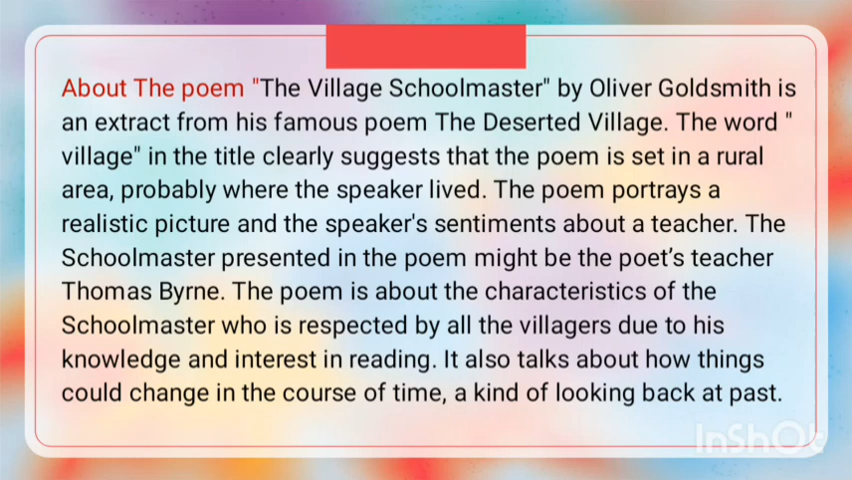 About The poem "The Village Schoolmaster" by Oliver Goldsmith is
an extract from his famous poem The Deserted Village. The word "
village" in the title clearly suggests that the poem is set in a rural
area, probably where the speaker lived. The poem portrays a
realistic picture and the speaker's sentiments about a teacher. The
Schoolmaster presented in the poem might be the poet’s teacher
Thomas Byrne. The poem is about the characteristics of the
Schoolmaster who is respected by all the villagers due to his
knowledge and interest in reading. It also talks about how things
could change in the course of time, a kind of looking back at past.
InShOt